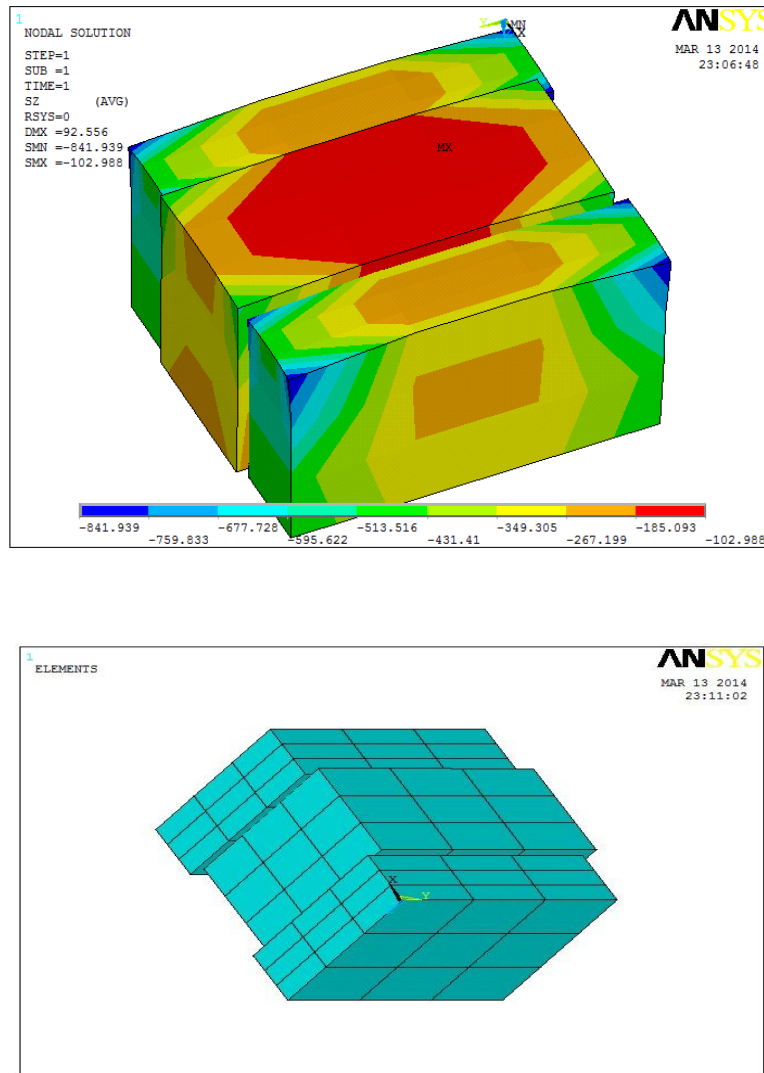 1
NODAL SOLUTION
STEP=1
SUB =1
TIME=1
SZ (AVG)
RSYS=0
DMX=92.556
SMN=-841.939
SMX=-102.988
ANSYS
MAR 13 2014
23:06:48
Y MN
X
MX
-841.939 -677.728 -513.516 -349.305 -185.093
-759.833 -595.622 -431.41 -267.199 -102.988
1
ELEMENTS
ANSYS
MAR 13 2014
23:11:02
X
Y